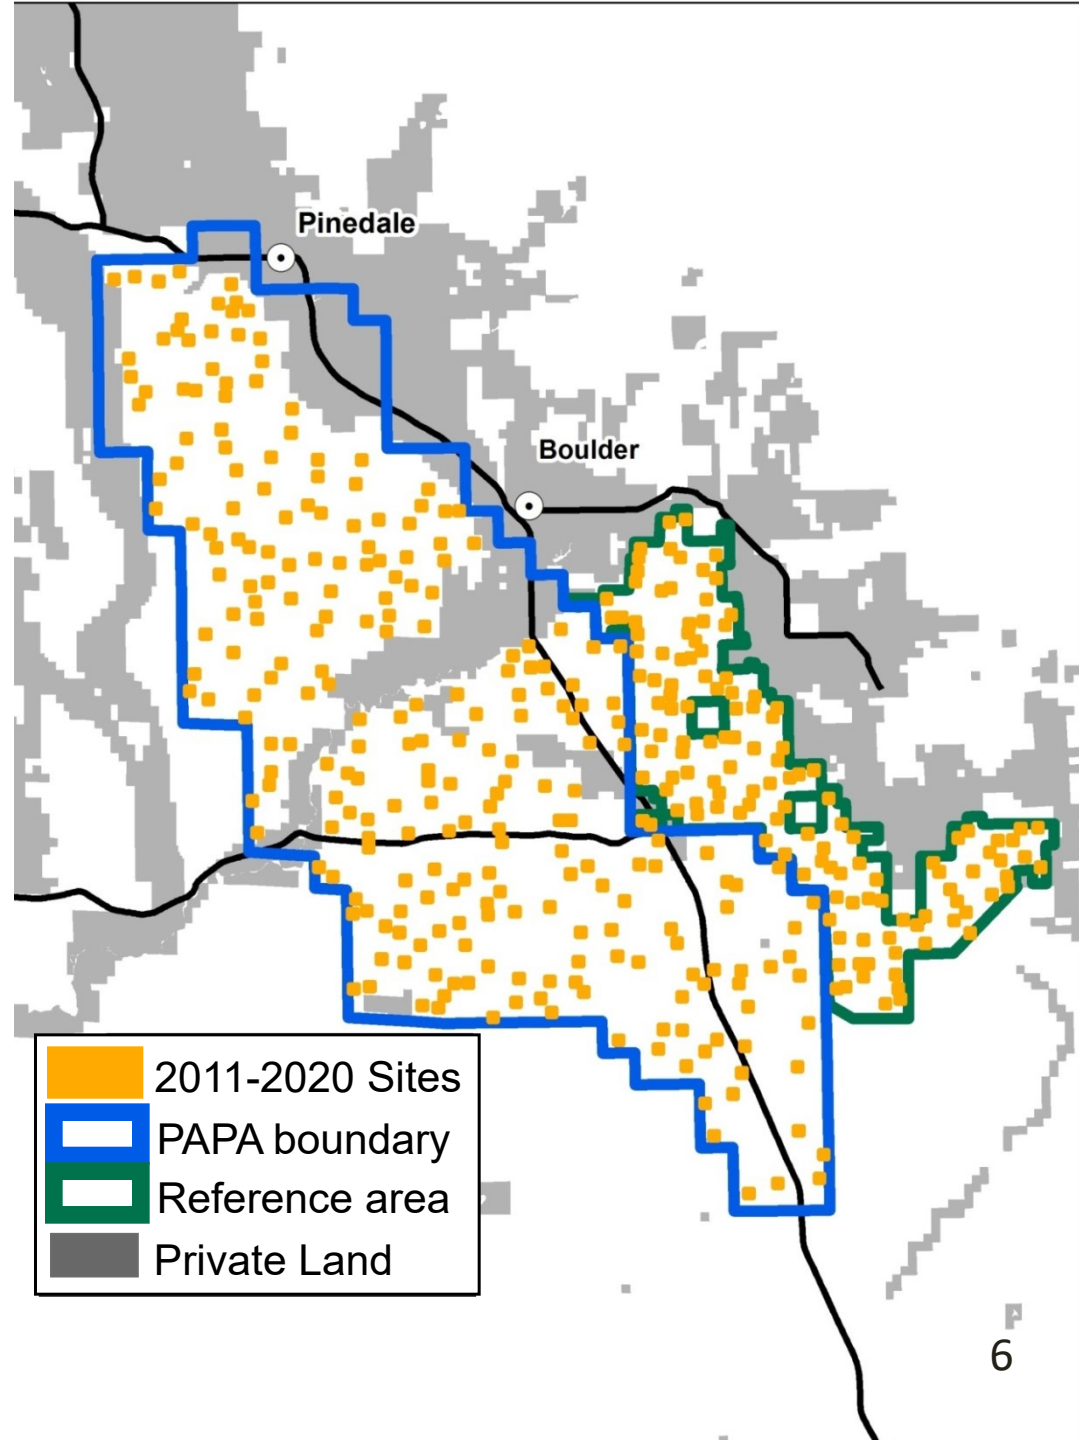 Pinedale
Boulder
2011-2020 Sites
PAPA boundary
Reference area
Private Land
6